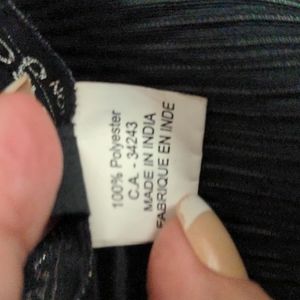 100% Polyester
C.A. - 34243
MADE IN INDIA
FABRIQUE EN INDE